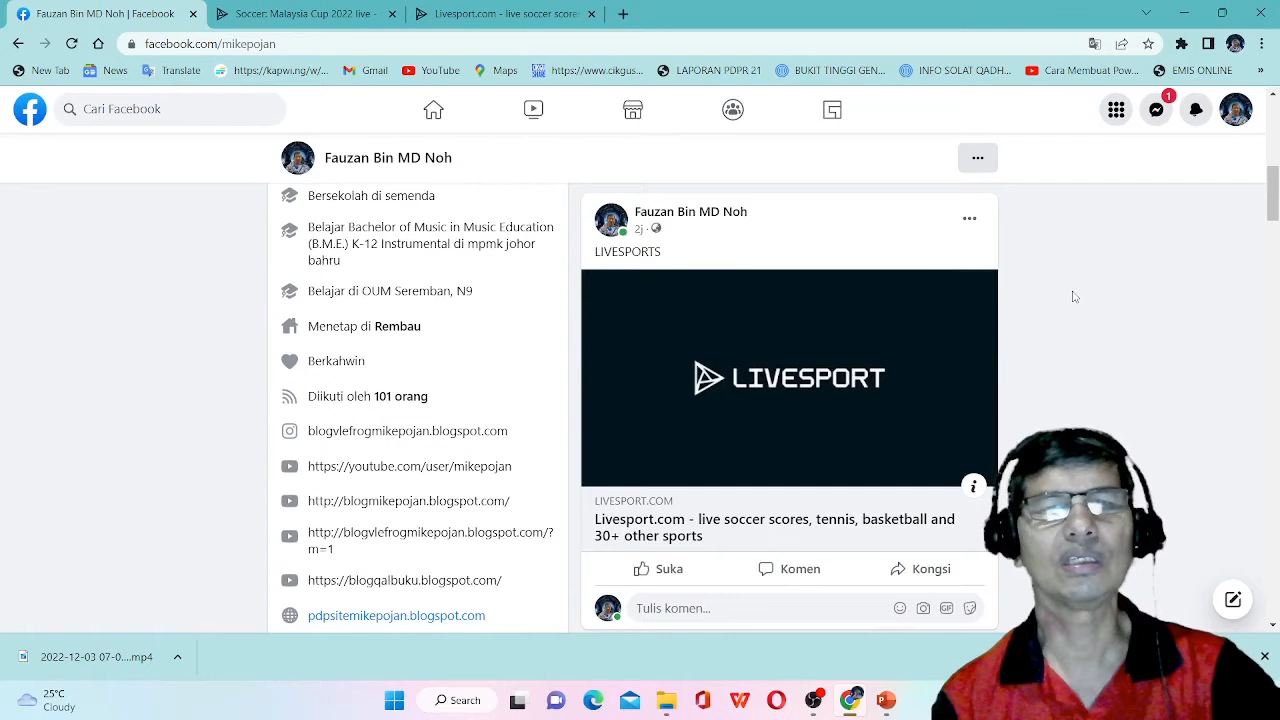 Fauzan Bin MD Noh | Facebook
Soccer: Malaysia Cup 2022 live -
Livesport.com - live soccer scores
facebook.com/mikepojan
New Tab
News
Translate
https://kapwing.g/w/...
Gmail
YouTube
Maps
https://www.cikgus...
LAPORAN PDPR 21
BUKIT TINGGI GEN...
INFO SOLAT QADH...
Cara Membuat Pow...
EMIS ONLINE
Cari Facebook
1
Fauzan Bin MD Noh
Bersekolah di semenda
Belajar Bachelor of Music in Music Education
(B.M.E.) K-12 Instrumental di mpmk johor
bahru
Belajar di OUM Seremban, N9
Menetap di Rembau
Berkahwin
Diikuti oleh 101 orang
blogvlefrogmikepojan.blogspot.com
https://youtube.com/user/mikepojan
http://blogmikepojan.blogspot.com/
http://blogvlefrogmikepojan.blogspot.com/?
m=1
https://blogqalbuku.blogspot.com/
pdpsitemikepojan.blogspot.com
Fauzan Bin MD Noh
2j ·
LIVESPORTS
LIVESPORT
LIVESPORT.COM
Livesport.com - live soccer scores, tennis, basketball and
30+ other sports
Suka
Komen
Kongsi
Tulis komen...
GIF
2022-12-03 07-0....mp4
25°C
Cloudy
Search